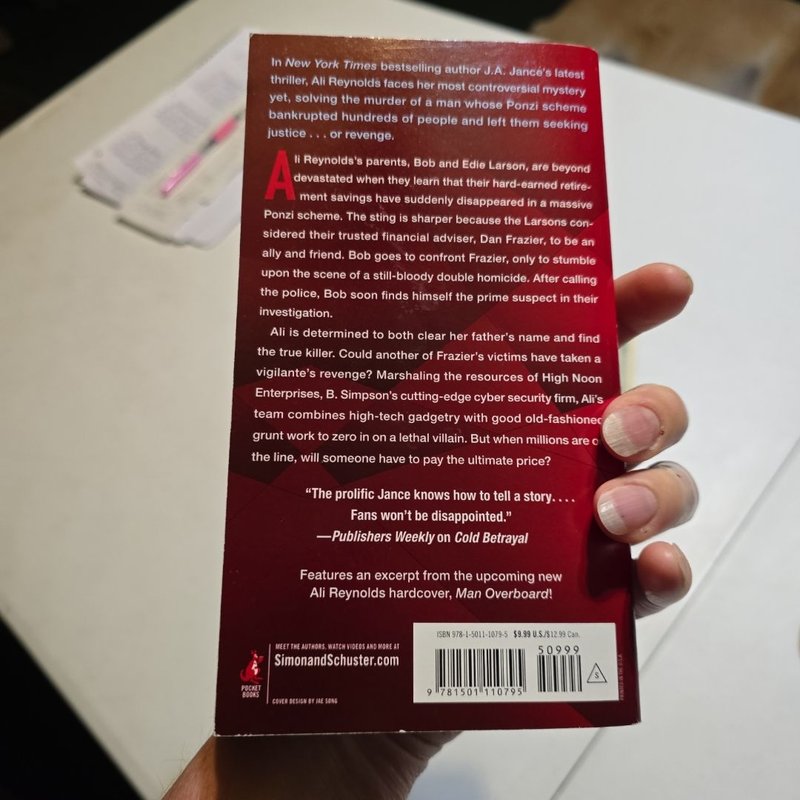 In New York Times bestselling author J.A. Jance's latest
thriller, Ali Reynolds faces her most controversial mystery
yet, solving the murder of a man whose Ponzi scheme
bankrupted hundreds of people and left them seeking
justice . . . or revenge.
Ali Reynolds's parents, Bob and Edie Larson, are beyond
devastated when they learn that their hard-earned retire-
ment savings have suddenly disappeared in a massive
Ponzi scheme. The sting is sharper because the Larsons con-
sidered their trusted financial adviser, Dan Frazier, to be an
ally and friend. Bob goes to confront Frazier, only to stumble
upon the scene of a still-bloody double homicide. After calling
the police, Bob soon finds himself the prime suspect in their
investigation.
Ali is determined to both clear her father's name and find
the true killer. Could another of Frazier's victims have taken a
vigilante's revenge? Marshaling the resources of High Noon
Enterprises, B. Simpson's cutting-edge cyber security firm, Ali's
team combines high-tech gadgetry with good old-fashioned
grunt work to zero in on a lethal villain. But when millions are o
the line, will someone have to pay the ultimate price?
"The prolific Jance knows how to tell a story. . . .
Fans won't be disappointed."
—Publishers Weekly on Cold Betrayal
Features an excerpt from the upcoming new
Ali Reynolds hardcover, Man Overboard!
MEET THE AUTHORS, WATCH VIDEOS AND MORE AT
SimonandSchuster.com
POCKET
BOOKS
COVER DESIGN BY JAE SONG
ISBN 978-1-5011-1079-5 $9.99 U.S./$12.99 Can.
50999
9 781501 110795
S
PRINTED IN THE U.S.A.